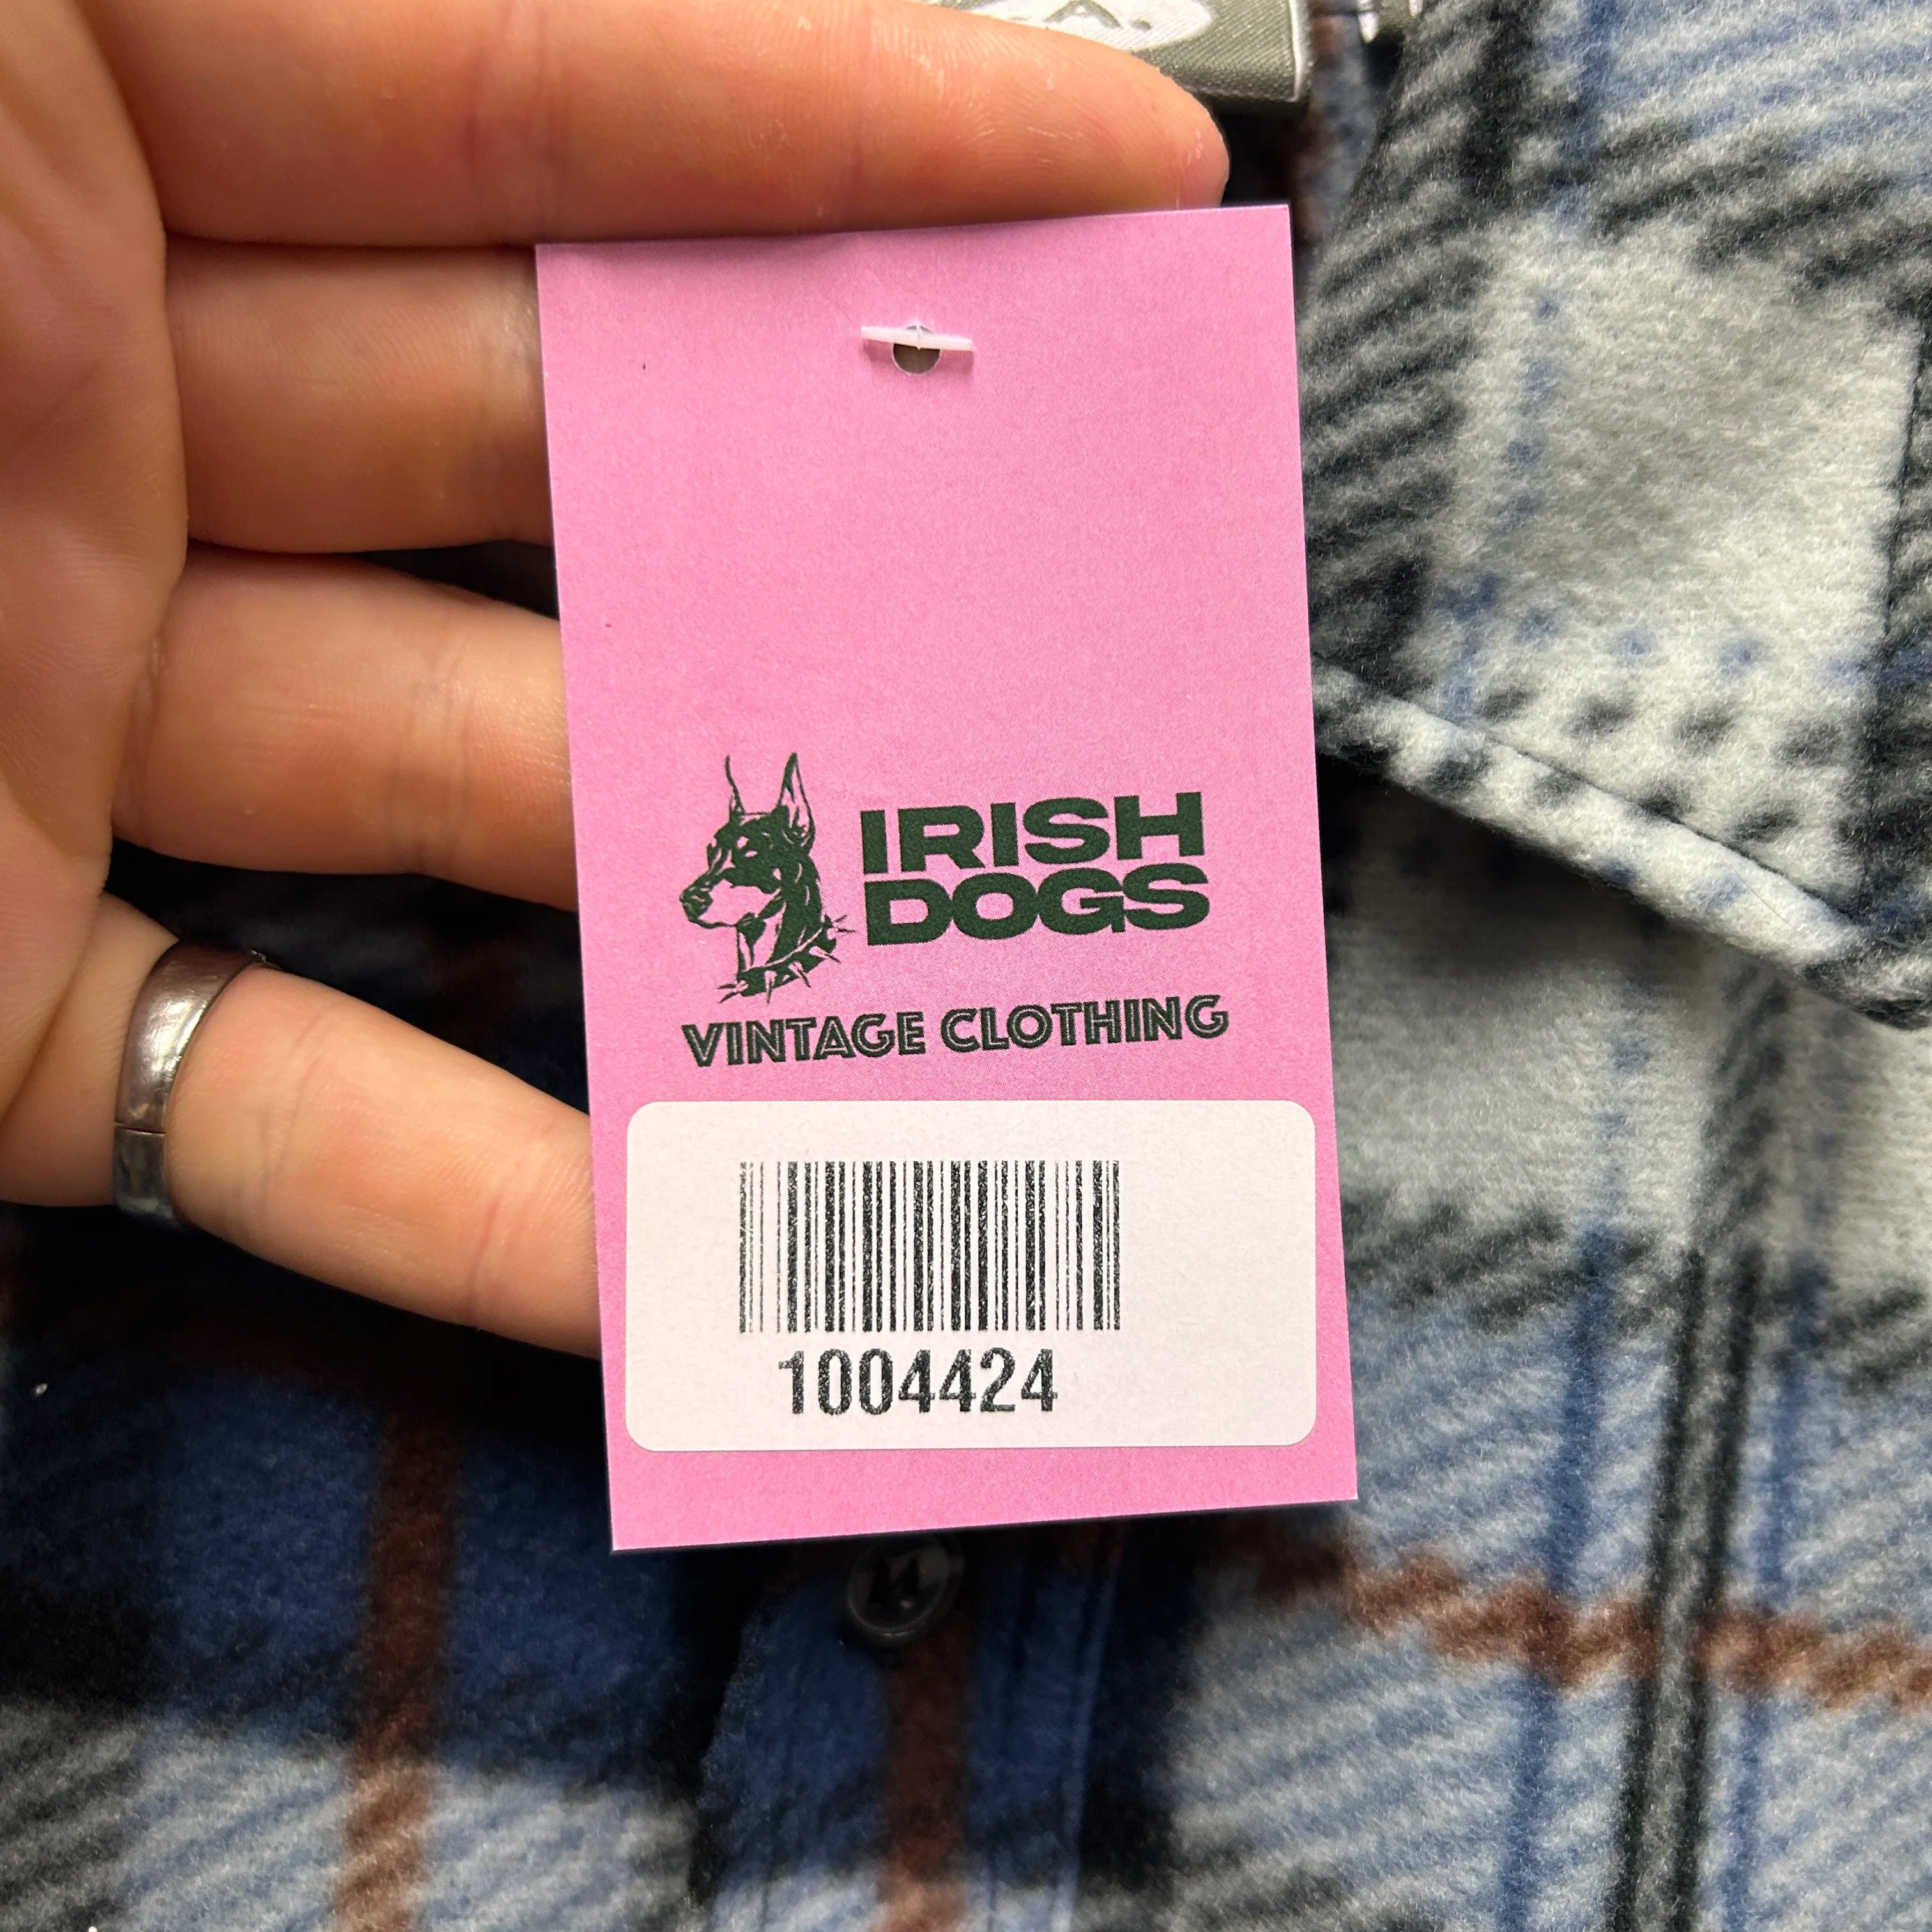 .A.
IRISH
DOGS
VINTAGE CLOTHING
1004424